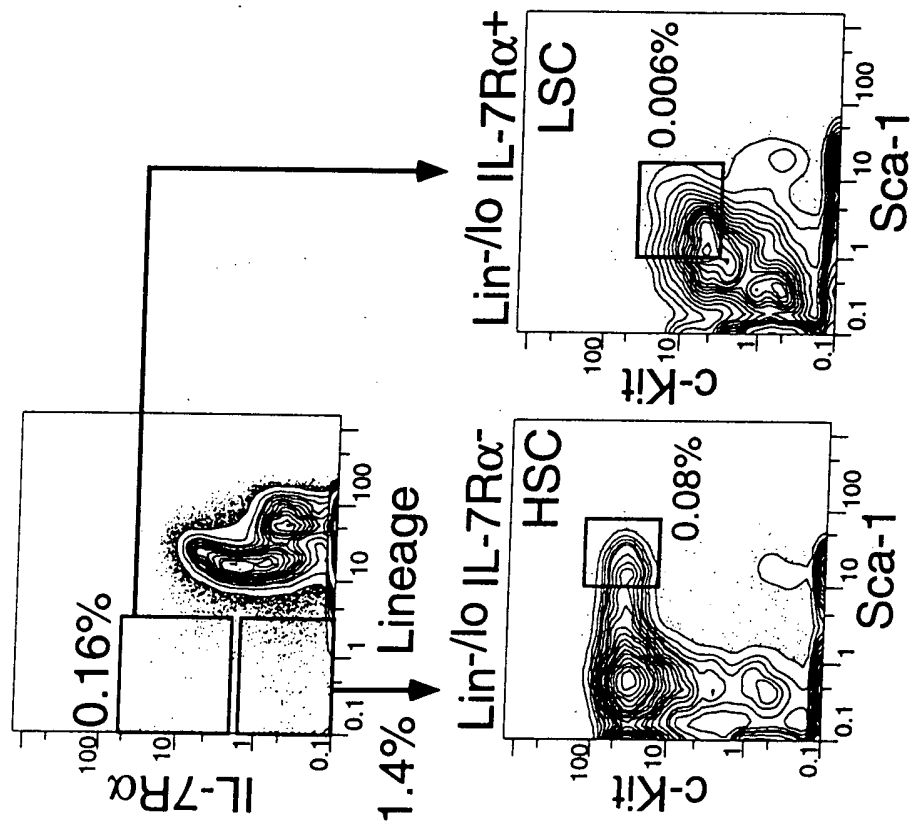 0.16%
IL-7Rα
100
10
1
0.1
0.1 1 10 100
Lineage
1.4%
Lin⁻/lo IL-7Rα⁻
HSC
0.08%
c-Kit
100
10
1
0.1
0.1 1 10 100
Sca-1
Lin⁻/lo IL-7Rα+
LSC
0.006%
c-Kit
100
10
1
0.1
0.1 1 10 100
Sca-1